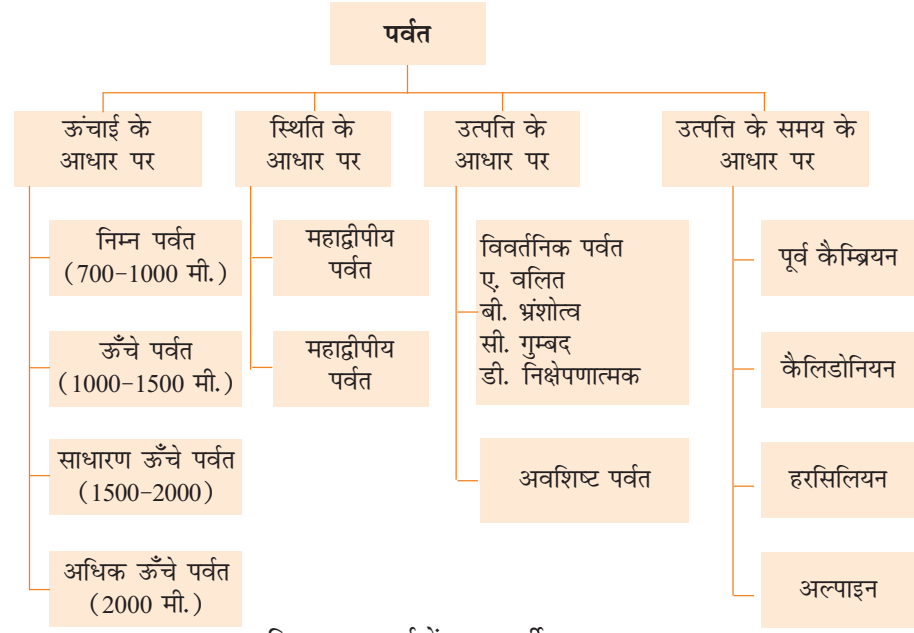 पर्वत
ऊंचाई के
आधार पर
स्थिति के
आधार पर
उत्पत्ति के
आधार पर
उत्पत्ति के समय के
आधार पर
निम्न पर्वत
(700-1000 मी.)
ऊँचे पर्वत
(1000-1500 मी.)
साधारण ऊँचे पर्वत
(1500-2000)
अधिक ऊँचे पर्वत
(2000 मी.)
महाद्वीपीय
पर्वत
महाद्वीपीय
पर्वत
विवर्तनिक पर्वत
ए. वलित
बी. भ्रंशोत्व
सी. गुम्बद
डी. निक्षेपणात्मक
अवशिष्ट पर्वत
पूर्व कैम्ब्रियन
कैलिडोनियन
हरसिलियन
अल्पाइन